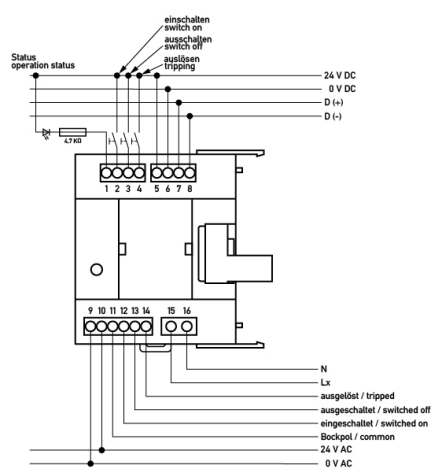 einschalten
switch on
ausschalten
switch off
auslösen
tripping
Status
operation status
24 V DC
0 V DC
D (+)
D (-)
4,7 KΩ
1 2 3 4 5 6 7 8
9 10 11 12 13 14 15 16
N
Lx
ausgelöst / tripped
ausgeschaltet / switched off
eingeschaltet / switched on
Bockpol / common
24 V AC
0 V AC